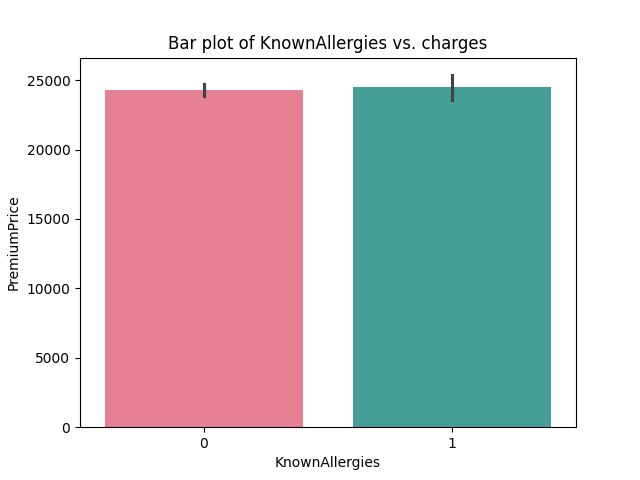 Bar plot of KnownAllergies vs. charges
PremiumPrice
25000
20000
15000
10000
5000
0
0 1
KnownAllergies